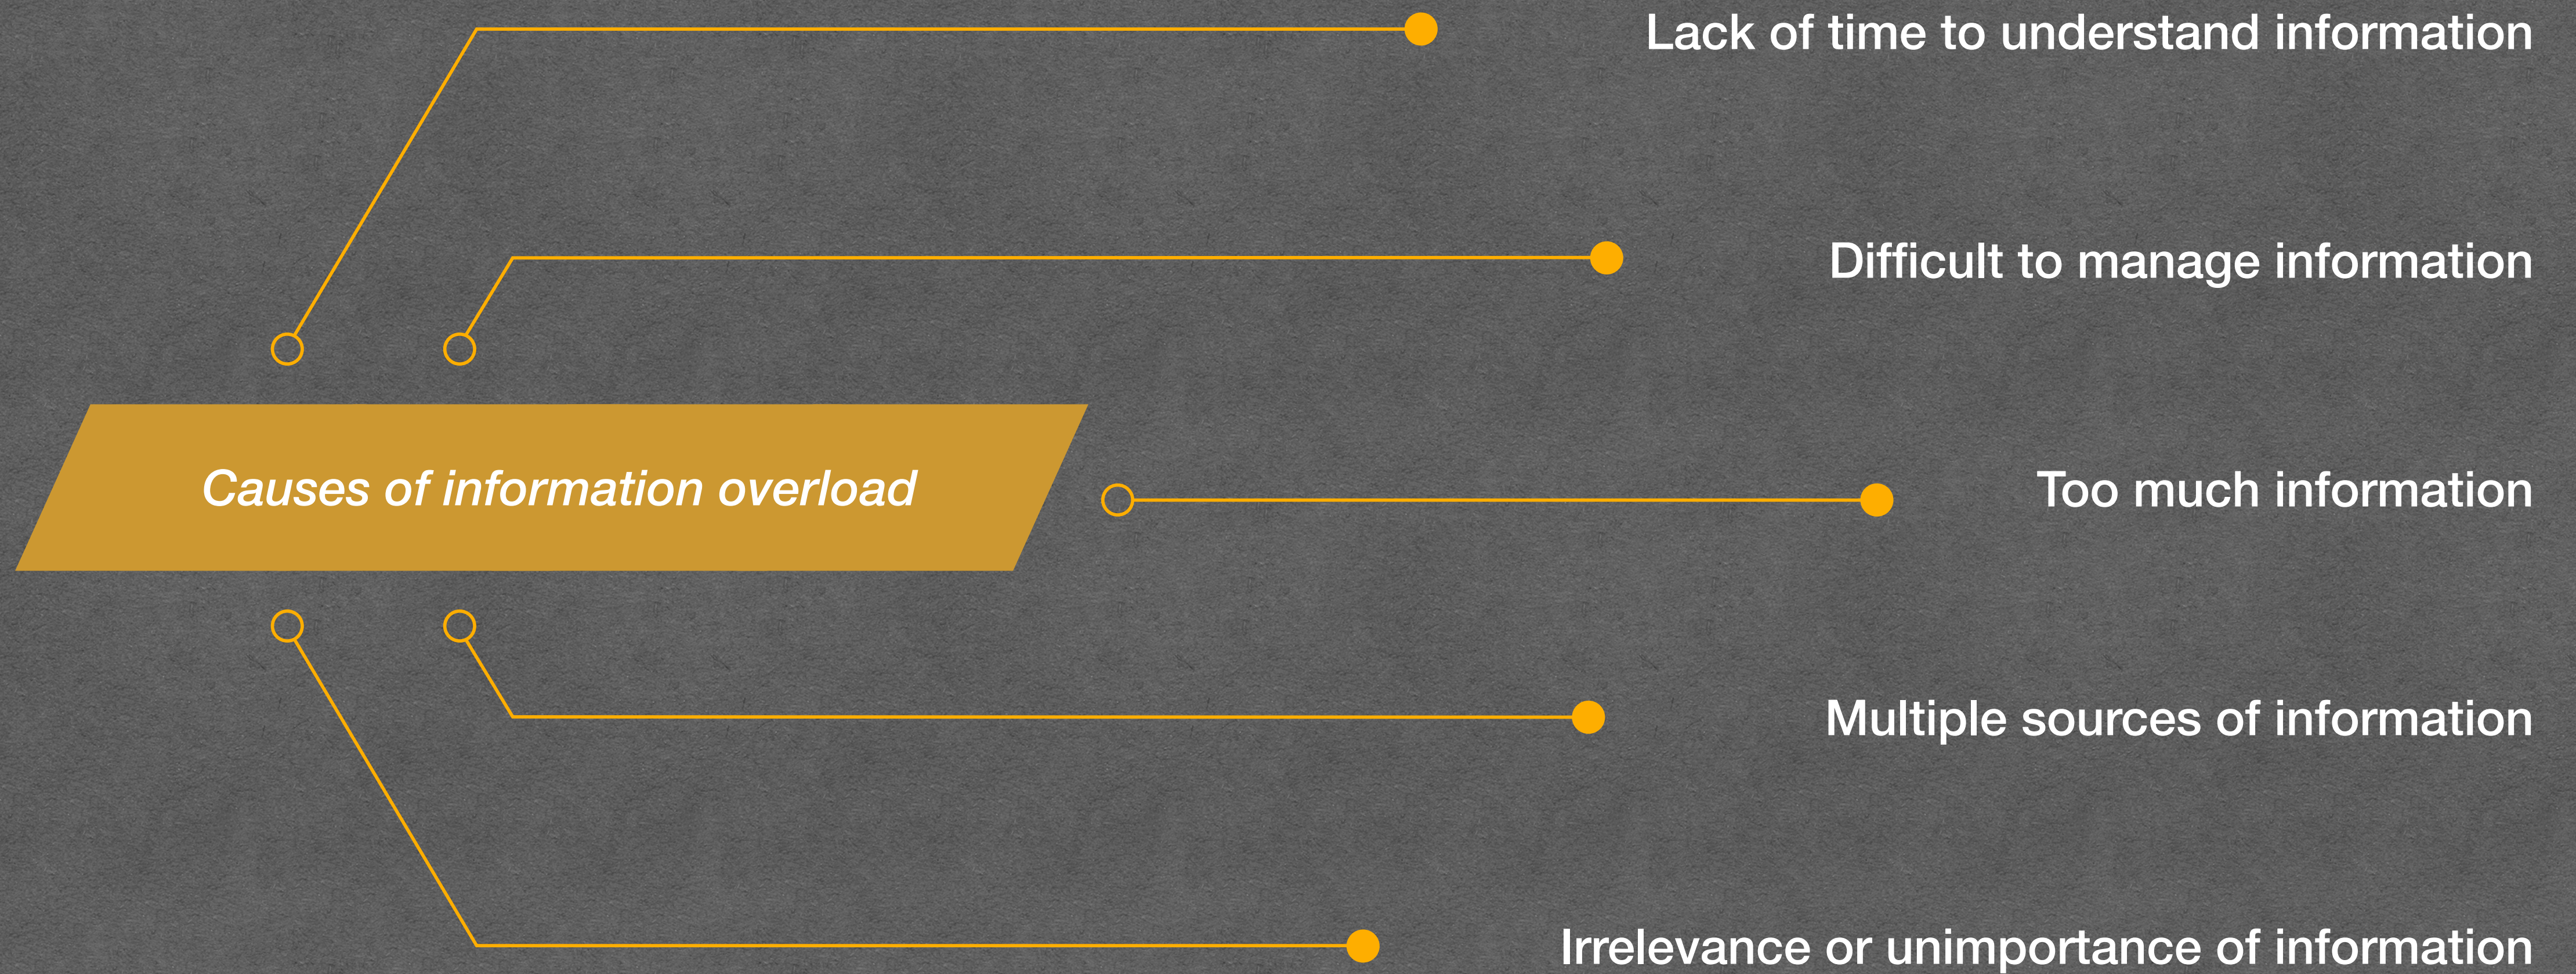 Lack of time to understand information
Difficult to manage information
Causes of information overload
Too much information
Multiple sources of information
Irrelevance or unimportance of information